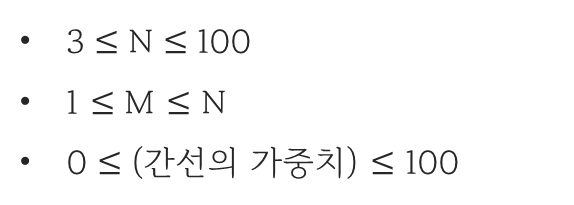 • 3 ≤ N ≤ 100
• 1 ≤ M ≤ N
• 0 ≤ (간선의 가중치) ≤ 100